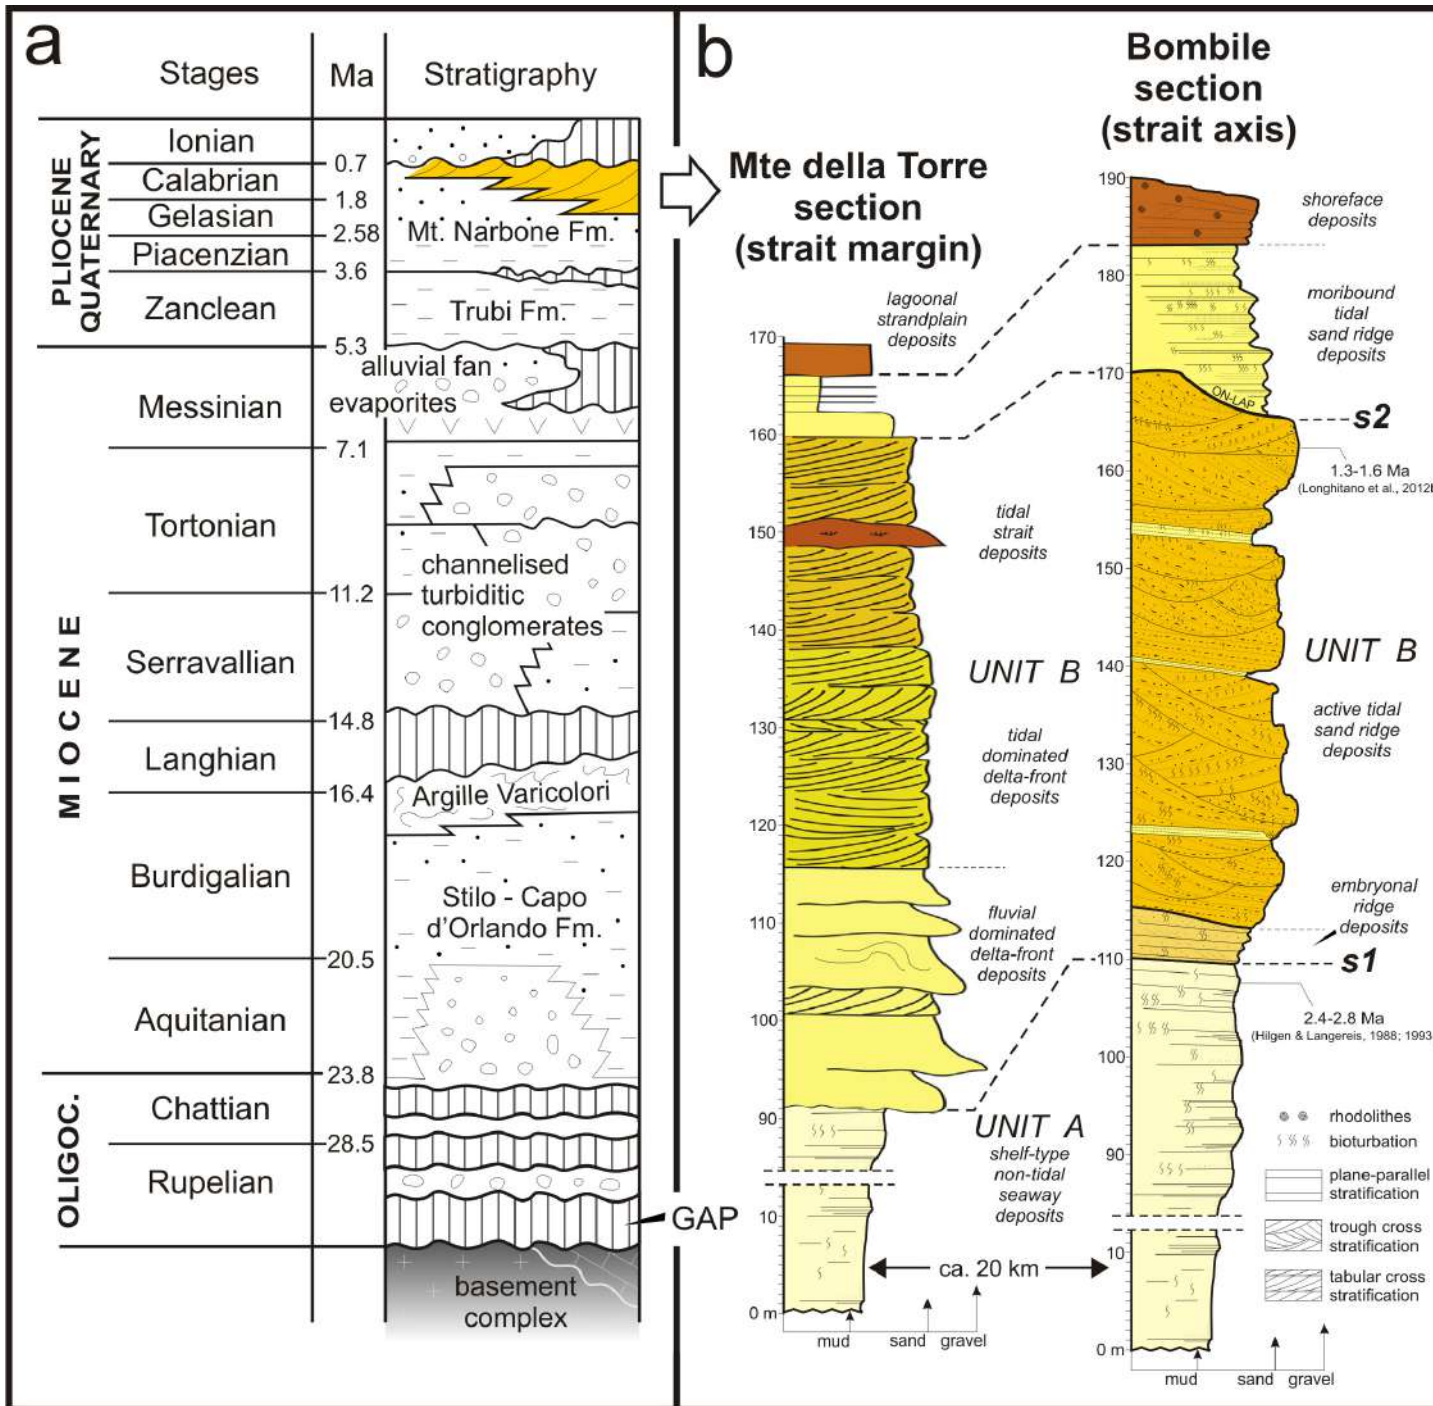 a
Stages
Ma
Stratigraphy
PLIOCENE
QUATERNARY
Ionian
0.7
Calabrian
1.8
Gelasian
2.58
Mt. Narbone Fm.
Piacenzian
3.6
Zanclean
Trubi Fm.
5.3
MIOCENE
alluvial fan
evaporites
Messinian
7.1
Tortonian
channelised
turbiditic
conglomerates
11.2
Serravallian
14.8
Langhian
Argille Varicolori
16.4
Burdigalian
Stilo - Capo
d'Orlando Fm.
20.5
Aquitanian
23.8
OLIGOC.
Chattian
28.5
Rupelian
GAP
basement
complex
b
Mte della Torre
section
(strait margin)
lagoonal
strandplain
deposits
170
160
150
140
130
120
110
100
90
10
0 m
tidal
strait
deposits
UNIT B
tidal
dominated
delta-front
deposits
fluvial
dominated
delta-front
deposits
UNIT A
shelf-type
non-tidal
seaway
deposits
ca. 20 km
mud
sand
gravel
Bombile
section
(strait axis)
190
180
170
160
150
140
130
120
110
100
90
10
0 m
shoreface
deposits
moribound
tidal
sand ridge
deposits
ON-LAP
s2
1.3-1.6 Ma
(Longhitano et al., 2012b
UNIT B
active tidal
sand ridge
deposits
embryonal
ridge
deposits
s1
2.4-2.8 Ma
(Hilgen & Langereis, 1988; 1993
rhodolites
bioturbation
plane-parallel
stratification
trough cross
stratification
tabular cross
stratification
mud
sand
gravel